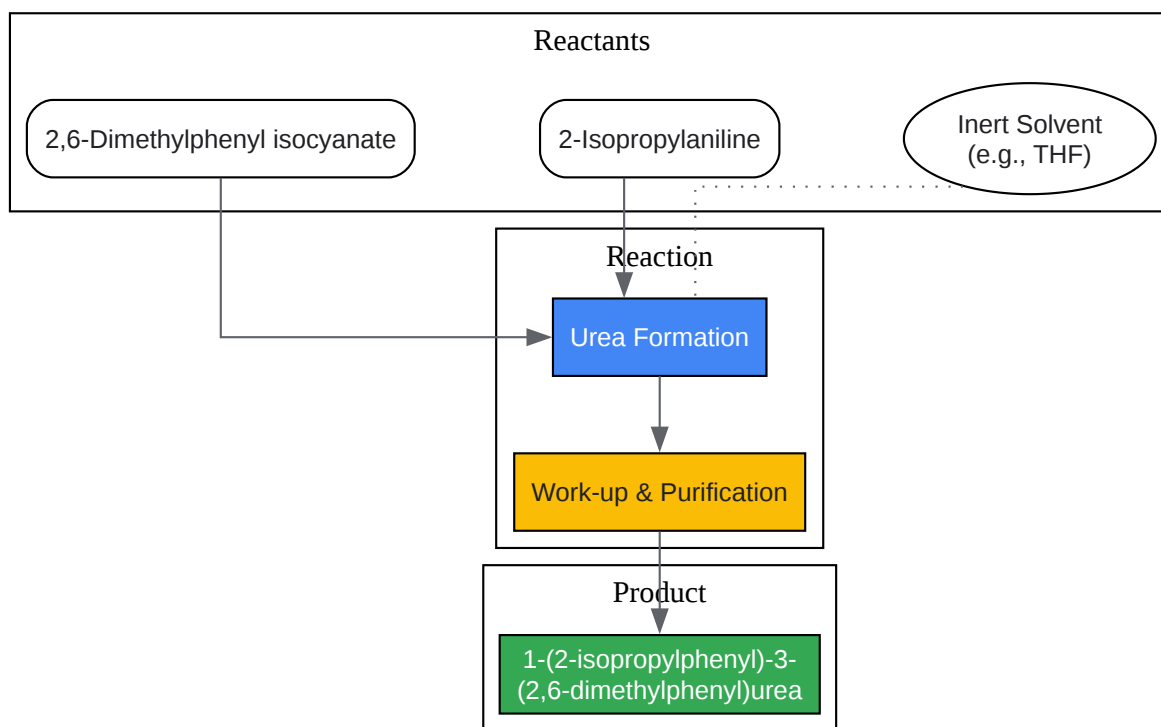 Reactants
2,6-Dimethylphenyl isocyanate
2-Isopropylaniline
Inert Solvent
(e.g., THF)
Reaction
Urea Formation
Work-up & Purification
Product
1-(2-isopropylphenyl)-3-
(2,6-dimethylphenyl)urea